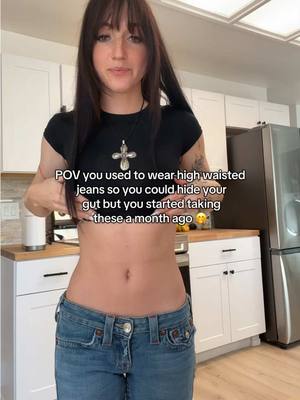 POV you used to wear high waisted
jeans so you could hide your
gut but you started taking
these a month ago 🤭